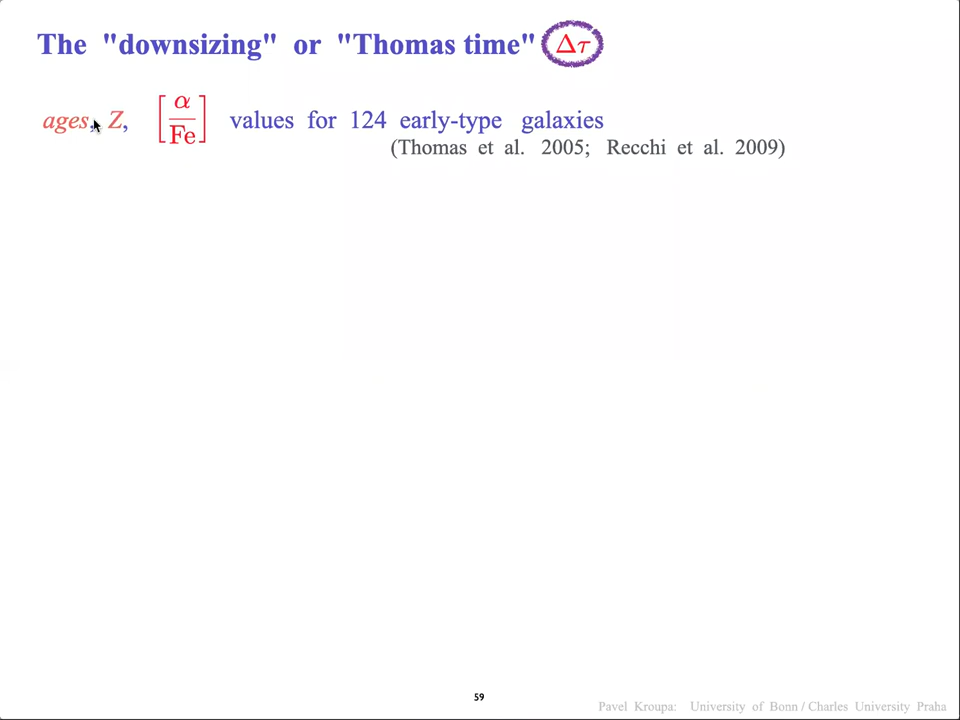 The "downsizing" or "Thomas time" Δτ
ages, Z, [α/Fe] values for 124 early-type galaxies
(Thomas et al. 2005; Recchi et al. 2009)
59
Pavel Kroupa: University of Bonn / Charles University Praha